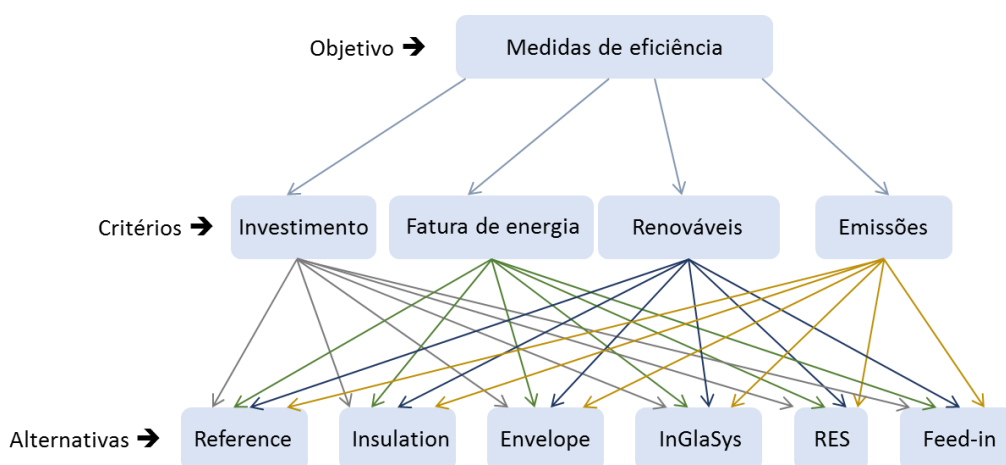 Objetivo ➔ Medidas de eficiência
Critérios ➔ Investimento Fatura de energia Renováveis Emissões
Alternativas ➔ Reference Insulation Envelope InGlaSys RES Feed-in